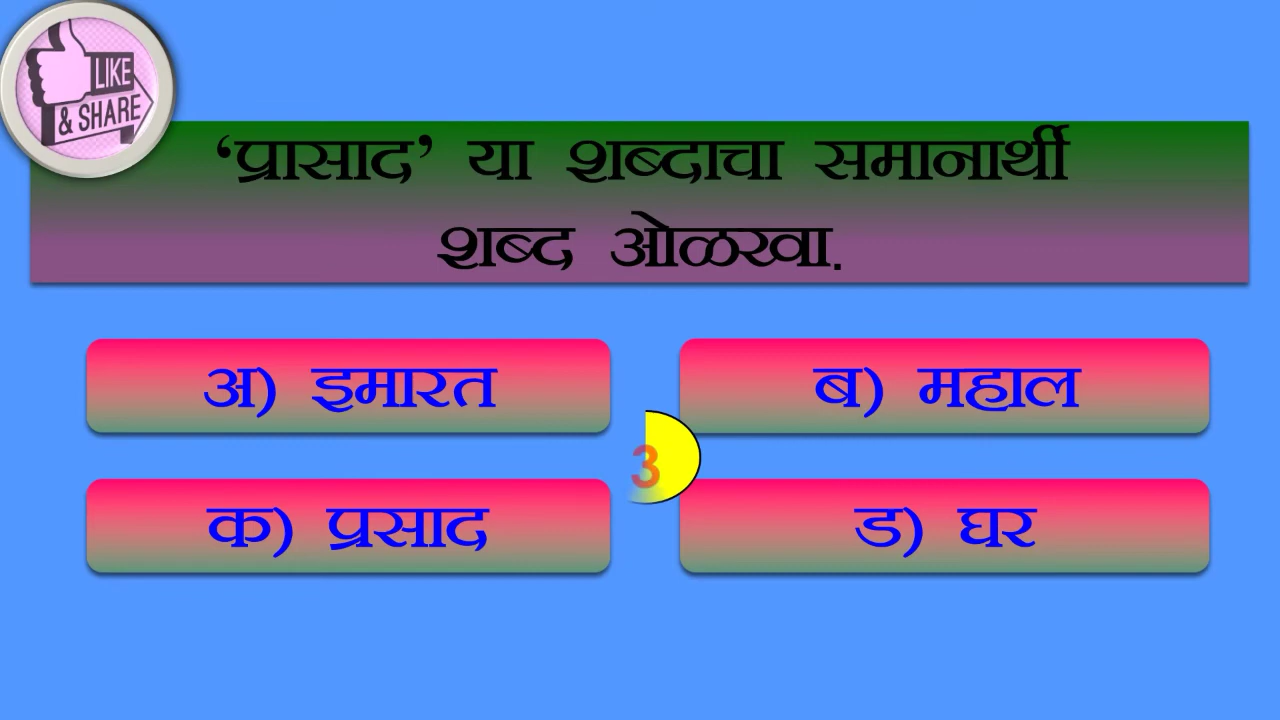 LIKE
& SHARE
‘प्रासाद’ या शब्दाचा समानार्थी
शब्द ओळखा.
अ) इमारत
ब) महाल
3
क) प्रसाद
ड) घर